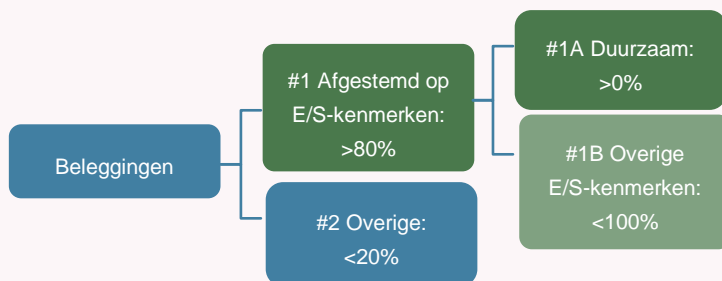 Beleggingen
#1 Afgestemd op
E/S-kenmerken:
>80%
#2 Overige:
<20%
#1A Duurzaam:
>0%
#1B Overige
E/S-kenmerken:
<100%